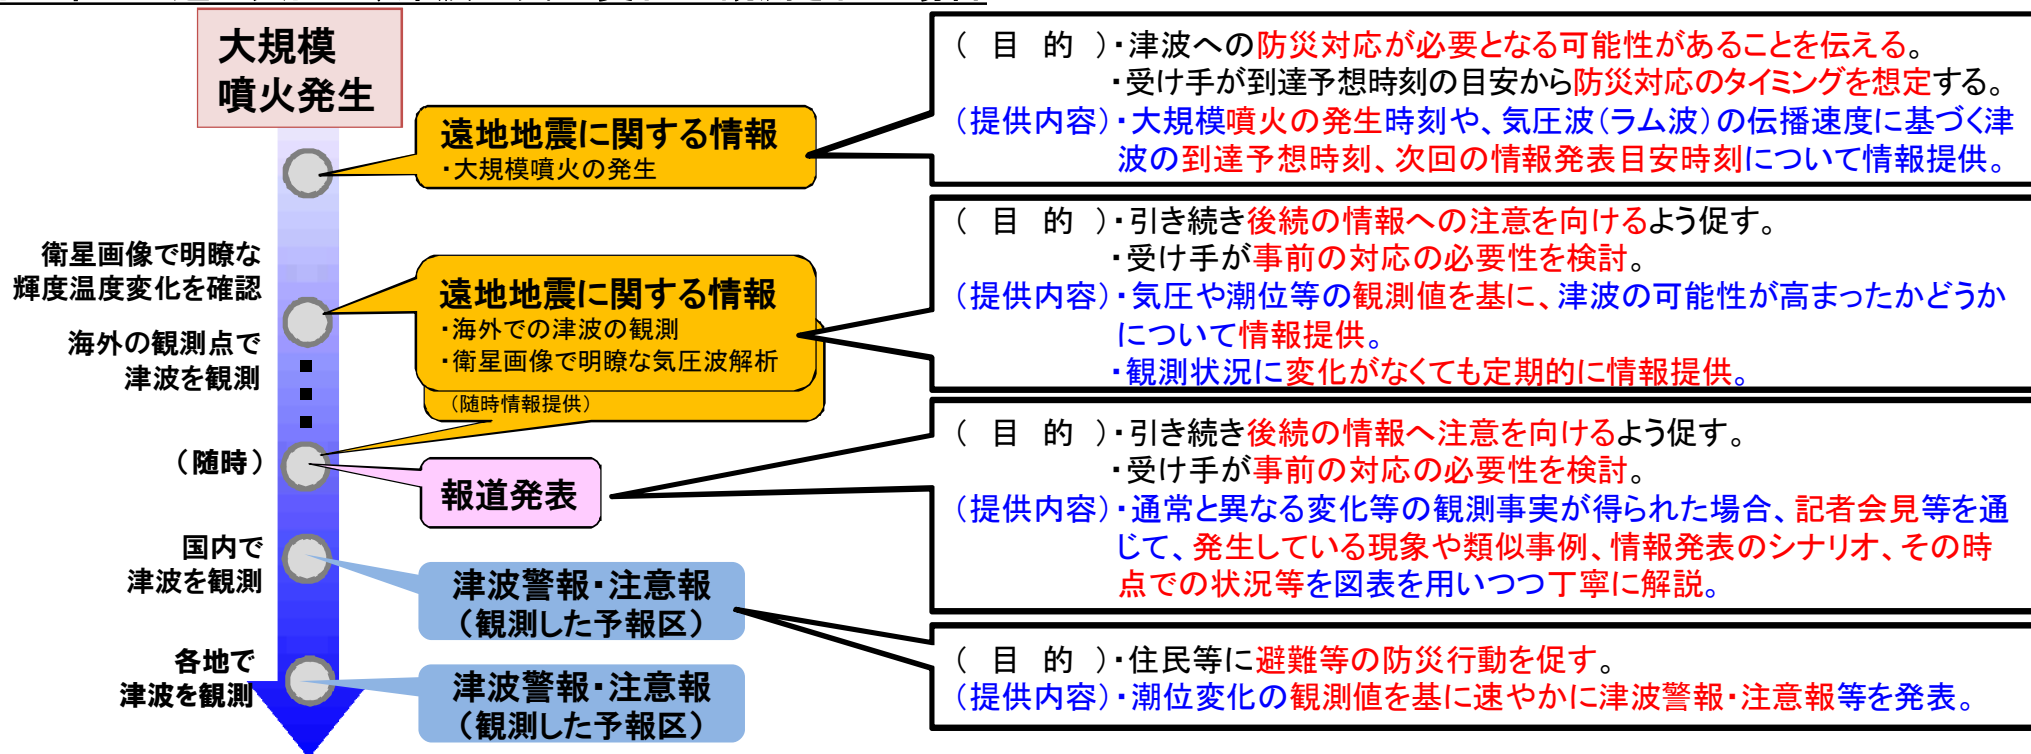 大規模
噴火発生
遠地地震に関する情報
・大規模噴火の発生
( 目 的 )・津波への防災対応が必要となる可能性があることを伝える。
・受け手が到達予想時刻の目安から防災対応のタイミングを想定する。
(提供内容)・大規模噴火の発生時刻や、気圧波(ラム波)の伝播速度に基づく津
波の到達予想時刻、次回の情報発表目安時刻について情報提供。
衛星画像で明瞭な
輝度温度変化を確認
海外の観測点で
津波を観測
遠地地震に関する情報
・海外での津波の観測
・衛星画像で明瞭な気圧波解析
(随時情報提供)
( 目 的 )・引き続き後続の情報への注意を向けるよう促す。
・受け手が事前の対応の必要性を検討。
(提供内容)・気圧や潮位等の観測値を基に、津波の可能性が高まったかどうか
について情報提供。
・観測状況に変化がなくても定期的に情報提供。
(随時)
報道発表
( 目 的 )・引き続き後続の情報へ注意を向けるよう促す。
・受け手が事前の対応の必要性を検討。
(提供内容)・通常と異なる変化等の観測事実が得られた場合、記者会見等を通
じて、発生している現象や類似事例、情報発表のシナリオ、その時
点での状況等を図表を用いつつ丁寧に解説。
国内で
津波を観測
津波警報・注意報
(観測した予報区)
( 目 的 )・住民等に避難等の防災行動を促す。
(提供内容)・潮位変化の観測値を基に速やかに津波警報・注意報等を発表。
各地で
津波を観測
津波警報・注意報
(観測した予報区)